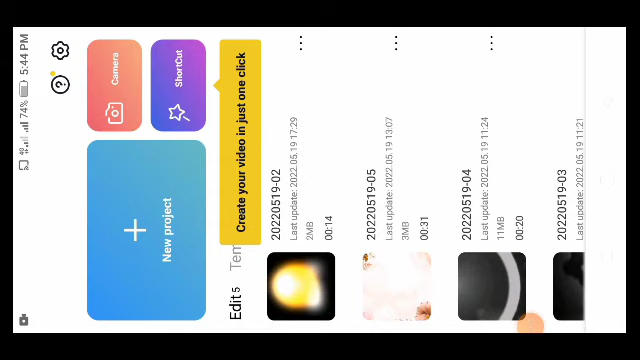 5:44 PM
4G
74%
Camera
ShortCut
New project
Create your video in just one click
Edit 5
Tem
20220519-02
Last update: 2022.05.19 17:29
2MB
00:14
20220519-05
Last update: 2022.05.19 13:07
3MB
00:31
20220519-04
Last update: 2022.05.19 11:24
11MB
00:20
20220519-03
Last update: 2022.05.19 11:21